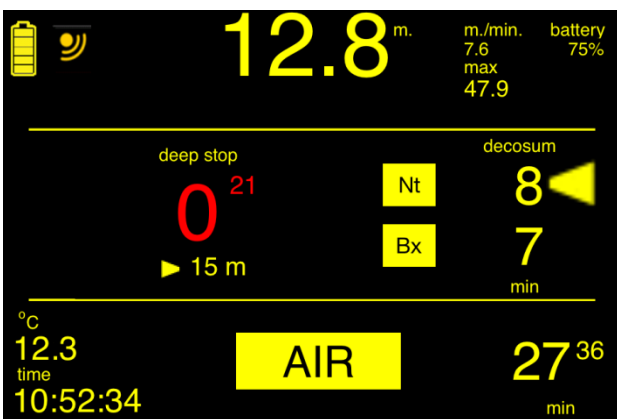 12.8 m.
m./min. battery
7.6 75%
max
47.9
deep stop
decosum
0 21
15 m
Nt 8
Bx 7
min
°C
12.3
time
10:52:34
AIR
27 36
min